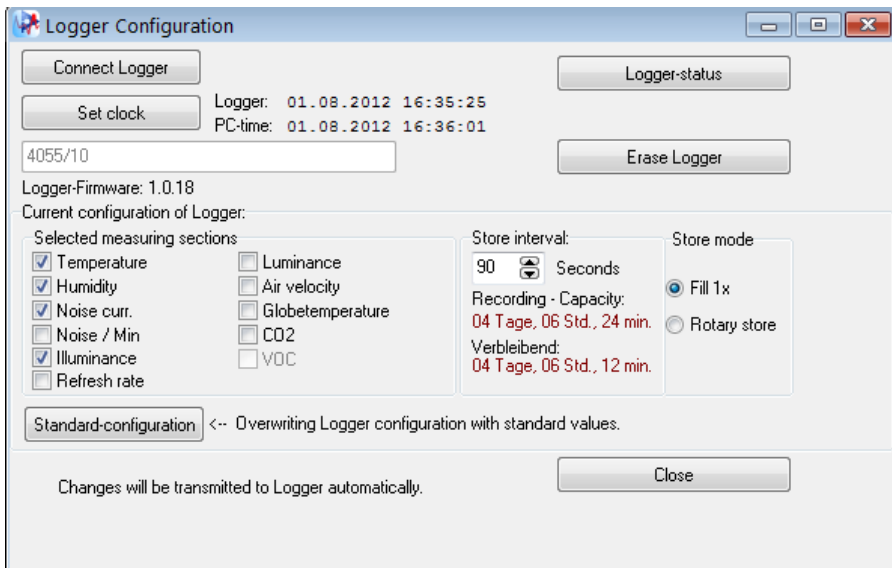 Logger Configuration
Connect Logger
Logger-status
Set clock
Logger: 01.08.2012 16:35:25
PC-time: 01.08.2012 16:36:01
4055/10
Erase Logger
Logger-Firmware: 1.0.18
Current configuration of Logger:
Selected measuring sections
Temperature
Humidity
Noise curr.
Noise / Min
Illuminance
Refresh rate
Luminance
Air velocity
Globetemperature
CO2
VOC
Store interval:
90 Seconds
Recording - Capacity:
04 Tage, 06 Std., 24 min.
Verbleibend:
04 Tage, 06 Std., 12 min.
Store mode
Fill 1x
Rotary store
Standard-configuration <-- Overwriting Logger configuration with standard values.
Changes will be transmitted to Logger automatically.
Close